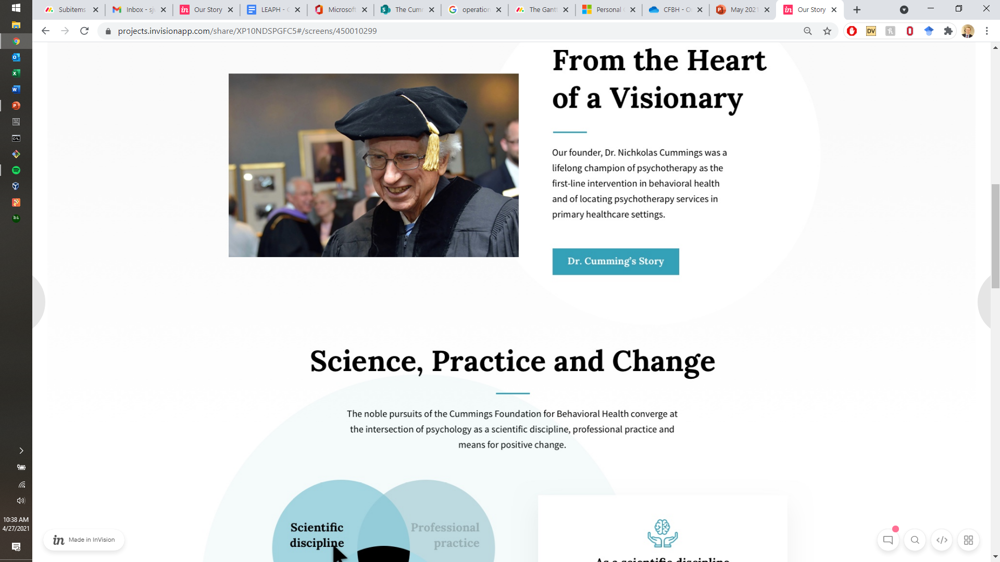 Subitems
Inbox - sj
Our Story
LEAPH - C
Microsoft
The Cumm
operation
The Gantt
Personal
CFBH - O
May 2021
Our Story
projects.invisionapp.com/share/XP10NDSPGFC5#/screens/450010299
From the Heart
of a Visionary
Our founder, Dr. Nichkolas Cummings was a
lifelong champion of psychotherapy as the
first-line intervention in behavioral health
and of locating psychotherapy services in
primary healthcare settings.
Dr. Cumming's Story
Science, Practice and Change
The noble pursuits of the Cummings Foundation for Behavioral Health converge at
the intersection of psychology as a scientific discipline, professional practice and
means for positive change.
Scientific
discipline
Professional
practice
As a scientific discipline
in Made in InVision
10:38 AM
4/27/2021